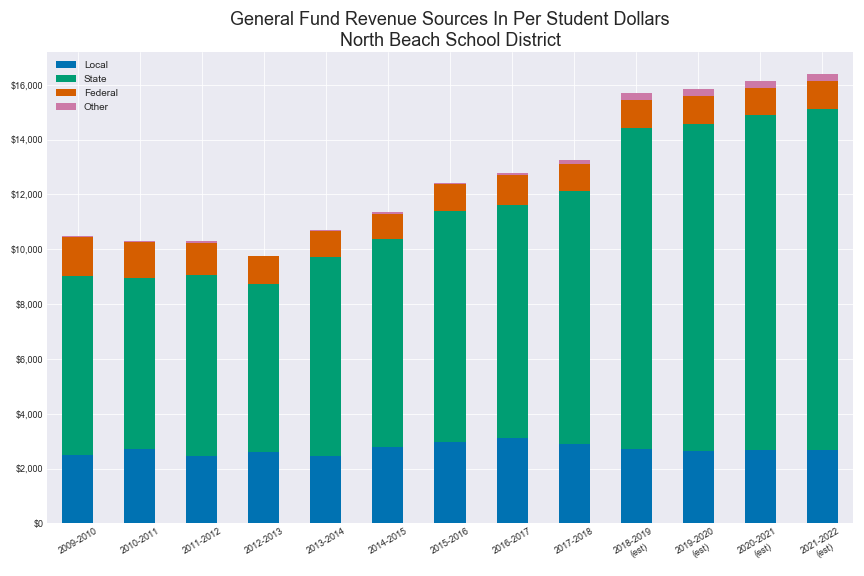 General Fund Revenue Sources In Per Student Dollars
North Beach School District
Local
State
Federal
Other
$16,000
$14,000
$12,000
$10,000
$8,000
$6,000
$4,000
$2,000
$0
2009-2010
2010-2011
2011-2012
2012-2013
2013-2014
2014-2015
2015-2016
2016-2017
2017-2018
2018-2019
(est)
2019-2020
(est)
2020-2021
(est)
2021-2022
(est)